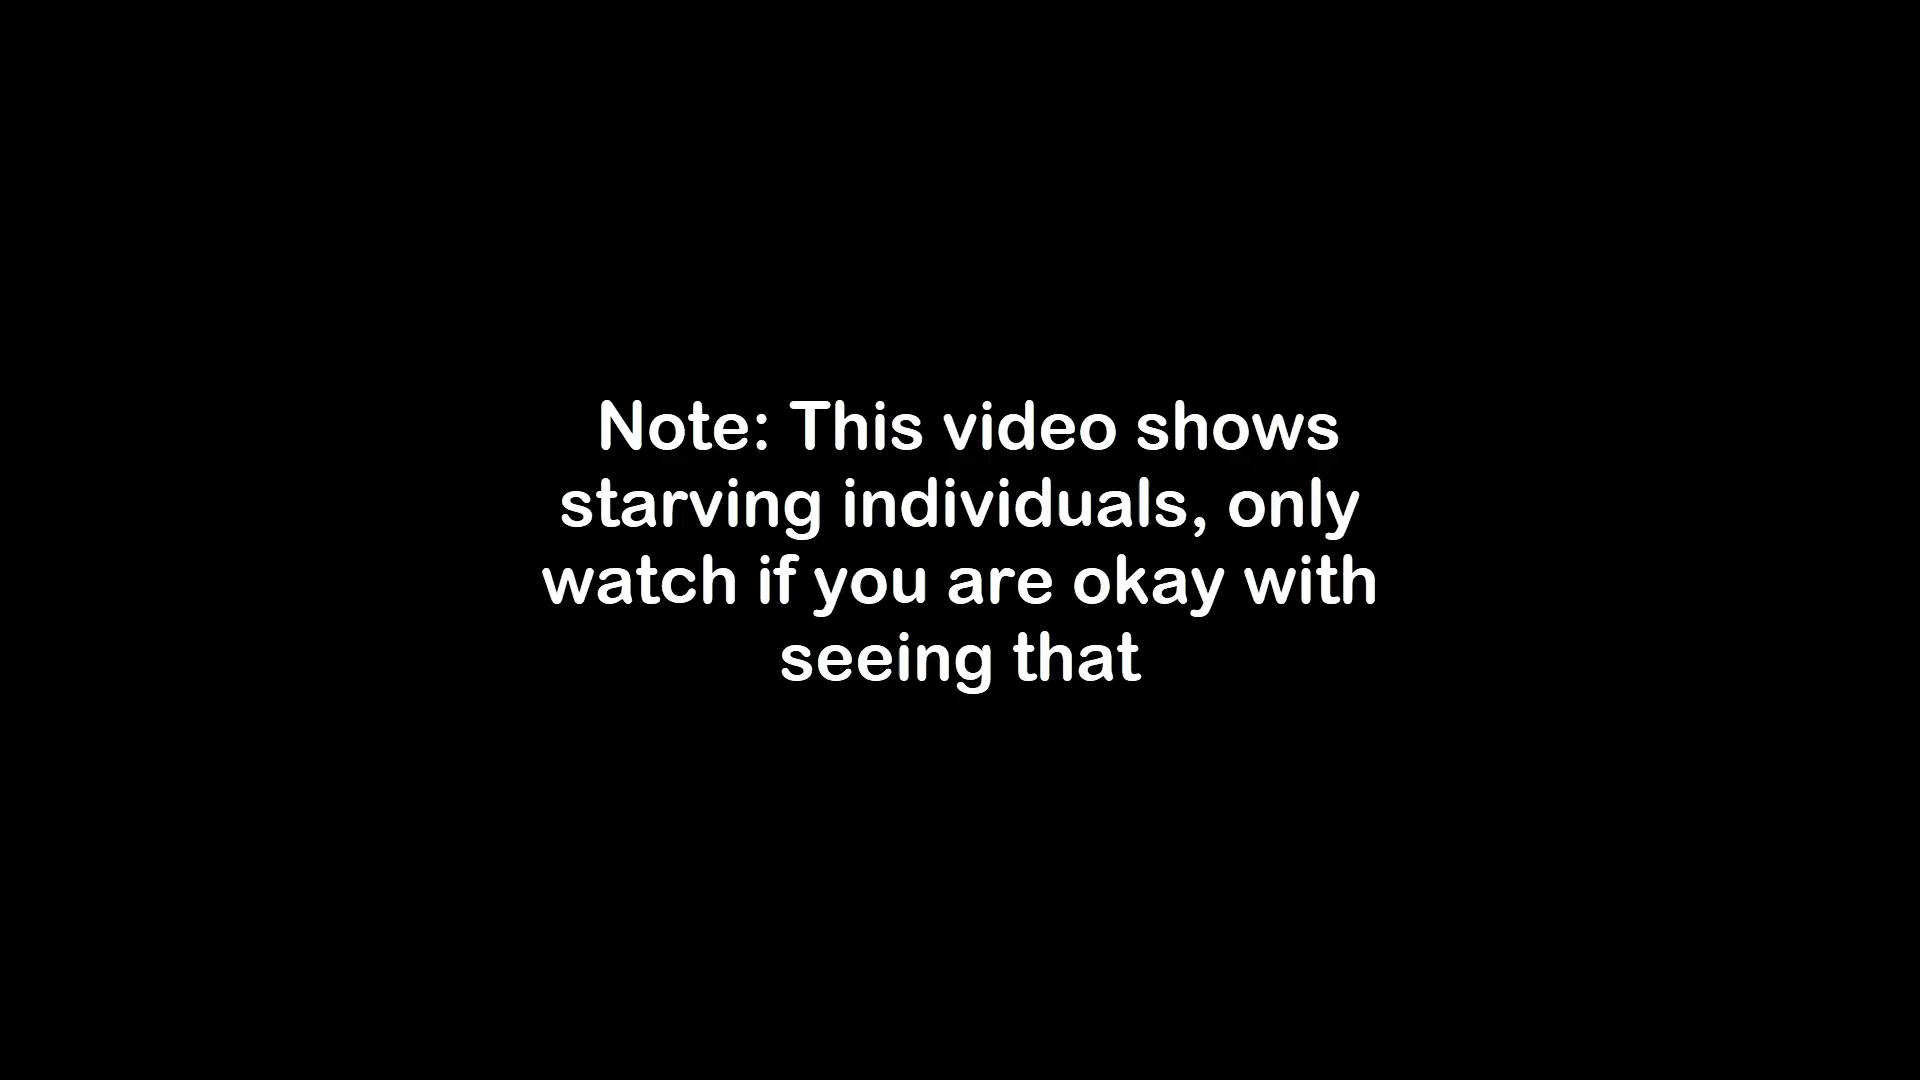 Note: This video shows
starving individuals, only
watch if you are okay with
seeing that